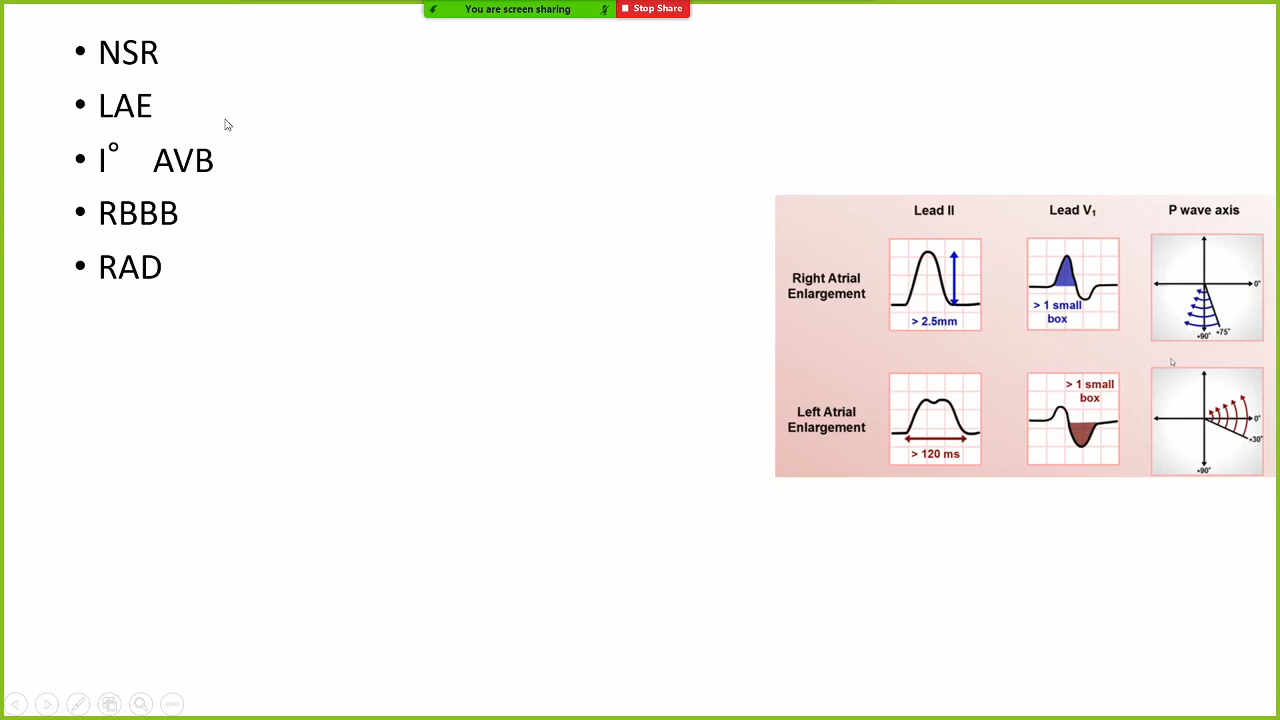 You are screen sharing
Stop Share
• NSR
• LAE
• I° AVB
• RBBB
• RAD
Lead II
Lead V₁
P wave axis
Right Atrial
Enlargement
> 2.5mm
> 1 small
box
0°
+90°
+75°
Left Atrial
Enlargement
> 120 ms
> 1 small
box
0°
+30°
+90°